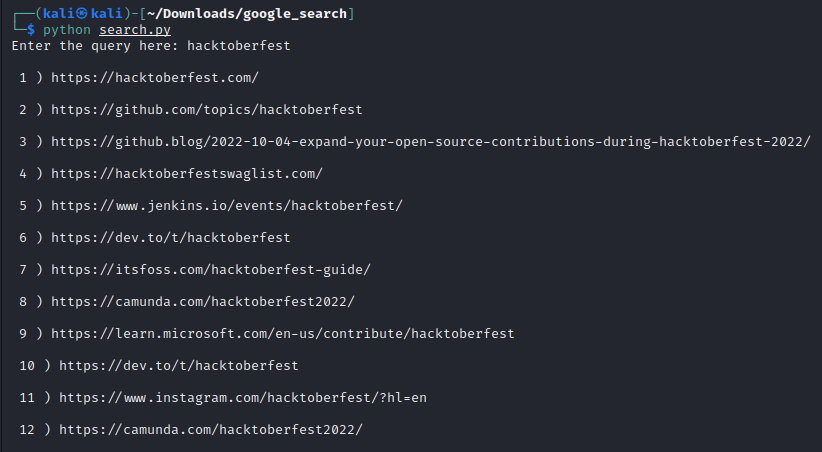 ┌──(kali㉿kali)-[~/Downloads/google_search]
└─$ python search.py
Enter the query here: hacktoberfest
1 ) https://hacktoberfest.com/
2 ) https://github.com/topics/hacktoberfest
3 ) https://github.blog/2022-10-04-expand-your-open-source-contributions-during-hacktoberfest-2022/
4 ) https://hacktoberfestswaglist.com/
5 ) https://www.jenkins.io/events/hacktoberfest/
6 ) https://dev.to/t/hacktoberfest
7 ) https://itsfoss.com/hacktoberfest-guide/
8 ) https://camunda.com/hacktoberfest2022/
9 ) https://learn.microsoft.com/en-us/contribute/hacktoberfest
10 ) https://dev.to/t/hacktoberfest
11 ) https://www.instagram.com/hacktoberfest/?hl=en
12 ) https://camunda.com/hacktoberfest2022/